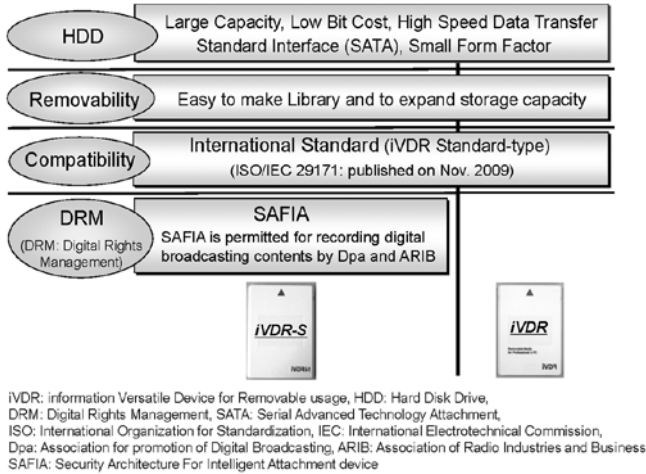 HDD
Large Capacity, Low Bit Cost, High Speed Data Transfer
Standard Interface (SATA), Small Form Factor
Removability
Easy to make Library and to expand storage capacity
Compatibility
International Standard (iVDR Standard-type)
(ISO/IEC 29171: published on Nov. 2009)
DRM
(DRM: Digital Rights
Management)
SAFIA
SAFIA is permitted for recording digital
broadcasting contents by Dpa and ARIB
iVDR-S
iVDR
iVDR: information Versatile Device for Removable usage, HDD: Hard Disk Drive,
DRM: Digital Rights Management, SATA: Serial Advanced Technology Attachment,
ISO: International Organization for Standardization, IEC: International Electrotechnical Commission,
Dpa: Association for promotion of Digital Broadcasting, ARIB: Association of Radio Industries and Business
SAFIA: Security Architecture For Intelligent Attachment device